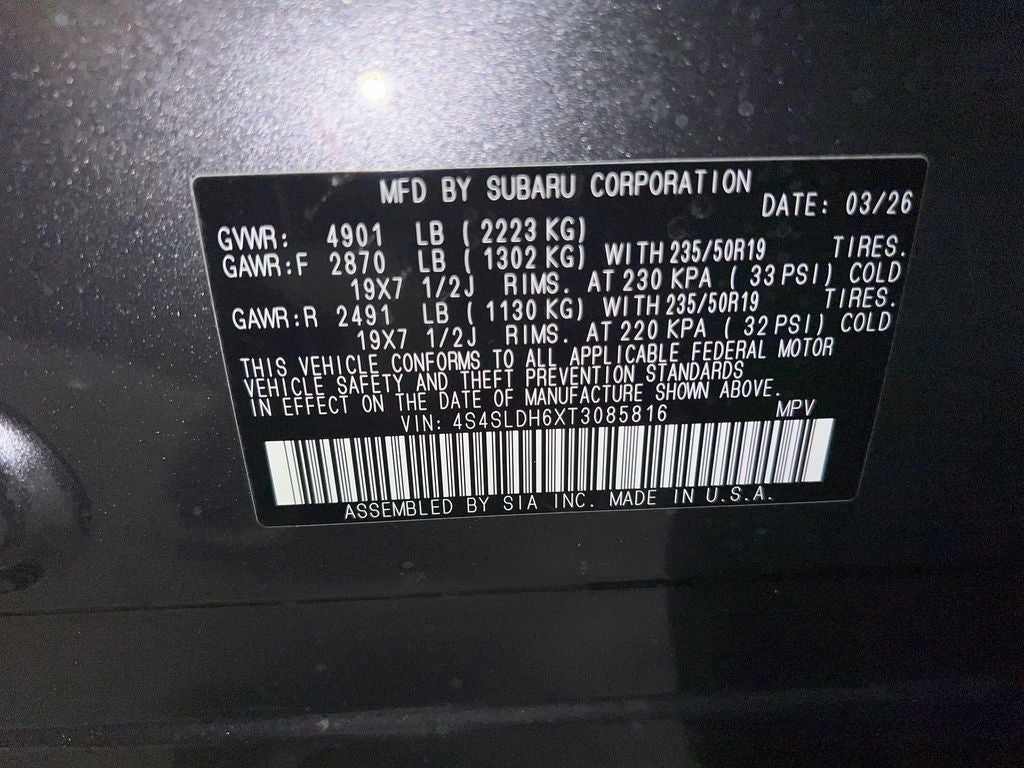 MFD BY SUBARU CORPORATION
DATE: 03/26
GVWR: 4901 LB ( 2223 KG)
GAWR:F 2870 LB ( 1302 KG) WITH 235/50R19 TIRES.
19X7 1/2J RIMS. AT 230 KPA ( 33 PSI) COLD
GAWR:R 2491 LB ( 1130 KG) WITH 235/50R19 TIRES.
19X7 1/2J RIMS. AT 220 KPA ( 32 PSI) COLD
THIS VEHICLE CONFORMS TO ALL APPLICABLE FEDERAL MOTOR
VEHICLE SAFETY AND THEFT PREVENTION STANDARDS
IN EFFECT ON THE DATE OF MANUFACTURE SHOWN ABOVE.
VIN: 4S4SLDH6XT3085816 MPV
ASSEMBLED BY SIA INC. MADE IN U.S.A.